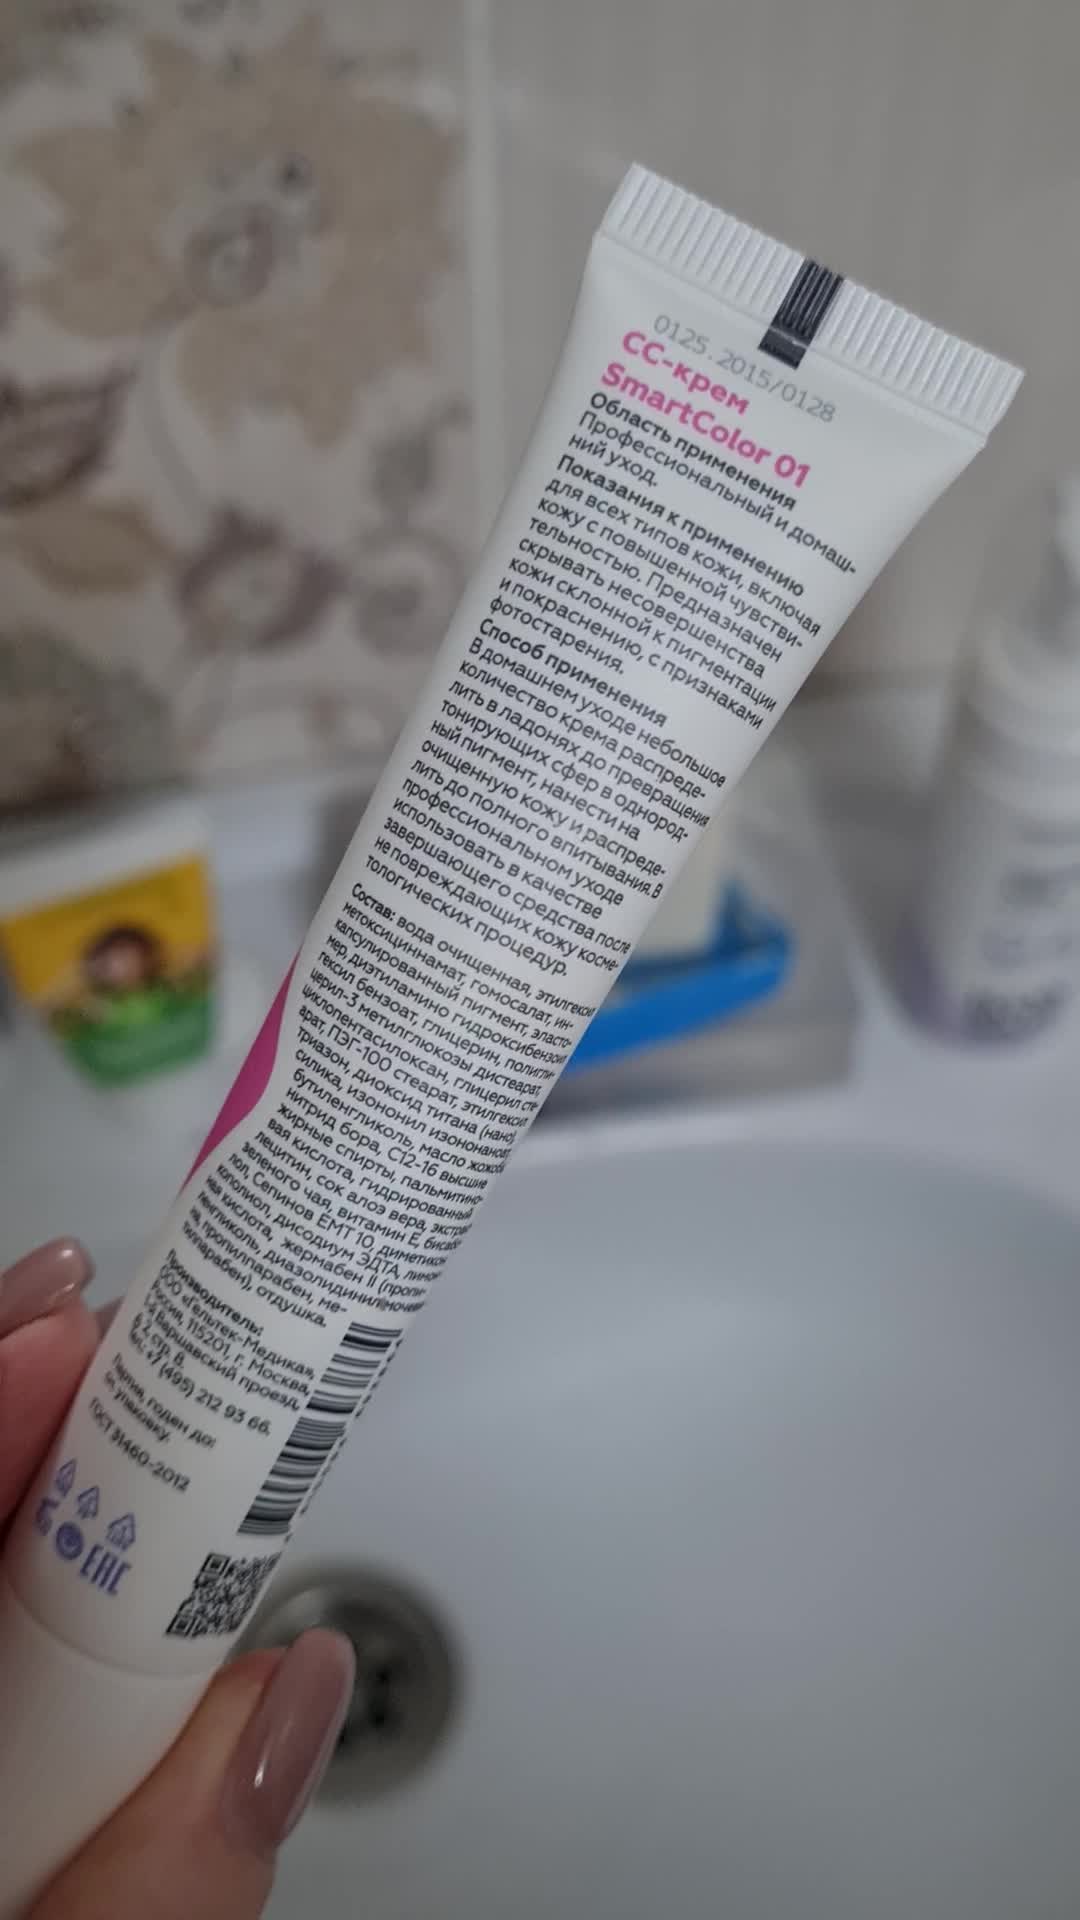 0125.2015/0128
СС-крем
SmartColor 01
Область применения
Профессиональный и домаш-
ний уход.
Показания к применению
для всех типов кожи, включая
кожу с повышенной чувстви-
тельностью. Предназначен
скрывать несовершенства
кожи склонной к пигментации
и покраснению, с признаками
фотостарения.
Способ применения
В домашнем уходе небольшое
количество крема распреде-
лить в ладонях до превращения
тонирующих сфер в однород-
ный пигмент, нанести на
очищенную кожу и распреде-
лить до полного впитывания. В
профессиональном уходе
использовать в качестве
завершающего средства после
не повреждающих кожу косме-
тологических процедур.
Состав: вода очищенная, этилгексил
метоксициннамат, гомосалат, ин-
капсулированный пигмент, эласто-
мер, диэтиламино гидроксибензоил
гексил бензоат, глицерин, полигли-
церил-3 метилглюкозы дистеарат,
циклопентасилоксан, глицерил сте-
арат, ПЭГ-100 стеарат, этилгексил
триазон, диоксид титана (нано),
силика, изононил изононаноат,
бутиленгликоль, масло жожоба
нитрид бора, С12-16 высшие
жирные спирты, пальмитино-
вая кислота, гидрированный
лецитин, сок алоэ вера, экстракт
зеленого чая, витамин Е, бисабо-
лол, Сепинов ЕМТ 10, диметикон
кополиол, дисодиум ЭДТА, лимон-
ная кислота, жермабен II (пропи-
ленгликоль, диазолидинилмочеви-
на, пропилпарабен, ме-
тилпарабен), отдушка.
Производитель:
ООО «Гельтек-Медика»,
Россия, 115201, г. Москва,
1-й Варшавский проезд,
д. 2, стр. 8.
тел.: +7 (495) 212 93 66.
Партия, годен до:
см. упаковку.
ГОСТ 31460-2012
ЕАС